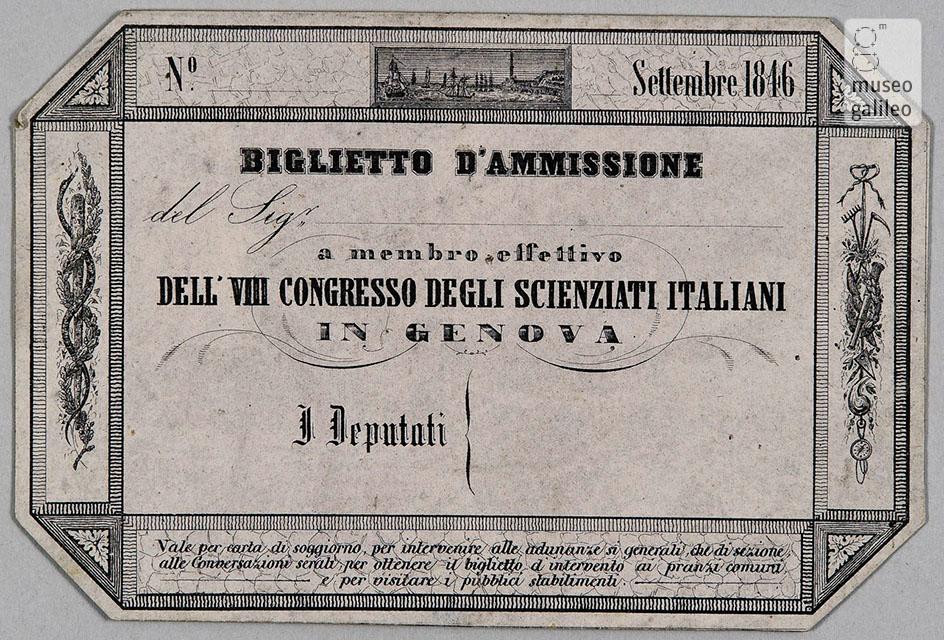 Nº
Settembre 1846
museo
galileo
BIGLIETTO D'AMMISSIONE
del Sigr.
a membro effettivo
DELL' VIII CONGRESSO DEGLI SCIENZIATI ITALIANI
IN GENOVA
I Deputati
Vale per carta di soggiorno, per intervenire alle adunanze sì generali, che di sezione,
alle Conversazioni serali, per ottenere il biglietto d'intervento ai pranzi comuni
e per visitare i pubblici stabilimenti.